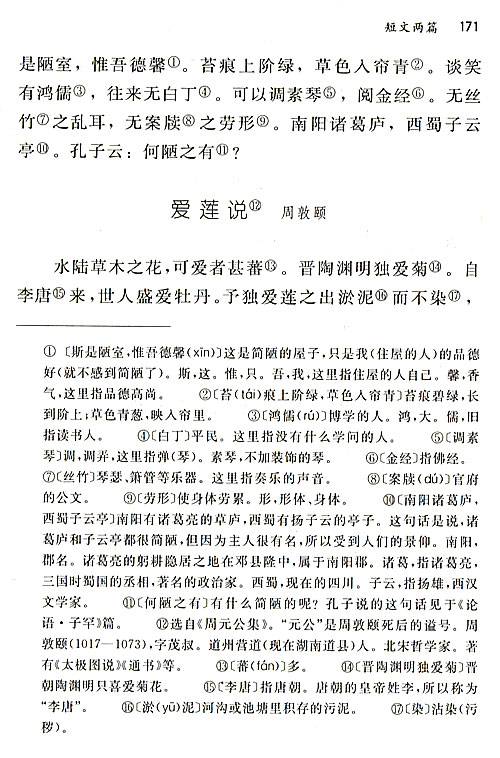 短文两篇 171
是陋室，惟吾德馨①。苔痕上阶绿，草色入帘青②。谈笑
有鸿儒③，往来无白丁④。可以调素琴⑤，阅金经⑥。无丝
竹⑦之乱耳，无案牍⑧之劳形⑨。南阳诸葛庐，西蜀子云
亭⑩。孔子云：何陋之有⑪？
爱莲说⑫ 周敦颐
水陆草木之花，可爱者甚蕃⑬。晋陶渊明独爱菊⑭。自
李唐⑮来，世人盛爱牡丹。予独爱莲之出淤泥⑯而不染⑰，
①〔斯是陋室，惟吾德馨(xīn)〕这是简陋的屋子，只是我(住屋的人)的品德
好(就不感到简陋了)。斯，这。惟，只。吾，我，这里指住屋的人自己。馨，香
气，这里指品德高尚。 ②〔苔(tái)痕上阶绿，草色入帘青〕苔痕碧绿，长
到阶上；草色青葱，映入帘里。 ③〔鸿儒(rú)〕博学的人。鸿，大。儒，旧
指读书人。 ④〔白丁〕平民。这里指没有什么学问的人。 ⑤〔调素
琴〕调，调弄，这里指弹(琴)。素琴，不加装饰的琴。 ⑥〔金经〕指佛经。
⑦〔丝竹〕琴瑟、箫管等乐器。这里指奏乐的声音。 ⑧〔案牍(dú)〕官府
的公文。 ⑨〔劳形〕使身体劳累。形，形体、身体。 ⑩〔南阳诸葛庐，
西蜀子云亭〕南阳有诸葛亮的草庐，西蜀有扬子云的亭子。这句话是说，诸
葛庐和子云亭都很简陋，但因为主人很有名，所以受到人们的景仰。南阳，
郡名。诸葛亮的躬耕隐居之地在邓县隆中，属于南阳郡。诸葛，指诸葛亮，
三国时蜀国的丞相，著名的政治家。西蜀，现在的四川。子云，指扬雄，西汉
文学家。 ⑪〔何陋之有〕有什么简陋的呢？孔子说的这句话见于《论
语·子罕》篇。 ⑫选自《周元公集》。“元公”是周敦颐死后的谥号。周
敦颐(1017—1073)，字茂叔。道州营道(现在湖南道县)人。北宋哲学家。著
有《太极图说》《通书》等。 ⑬〔蕃(fán)〕多。 ⑭〔晋陶渊明独爱菊〕晋
朝陶渊明只喜爱菊花。 ⑮〔李唐〕指唐朝。唐朝的皇帝姓李，所以称为
“李唐”。 ⑯〔淤(yū)泥〕河沟或池塘里积存的污泥。 ⑰〔染〕沾染(污
秽)。